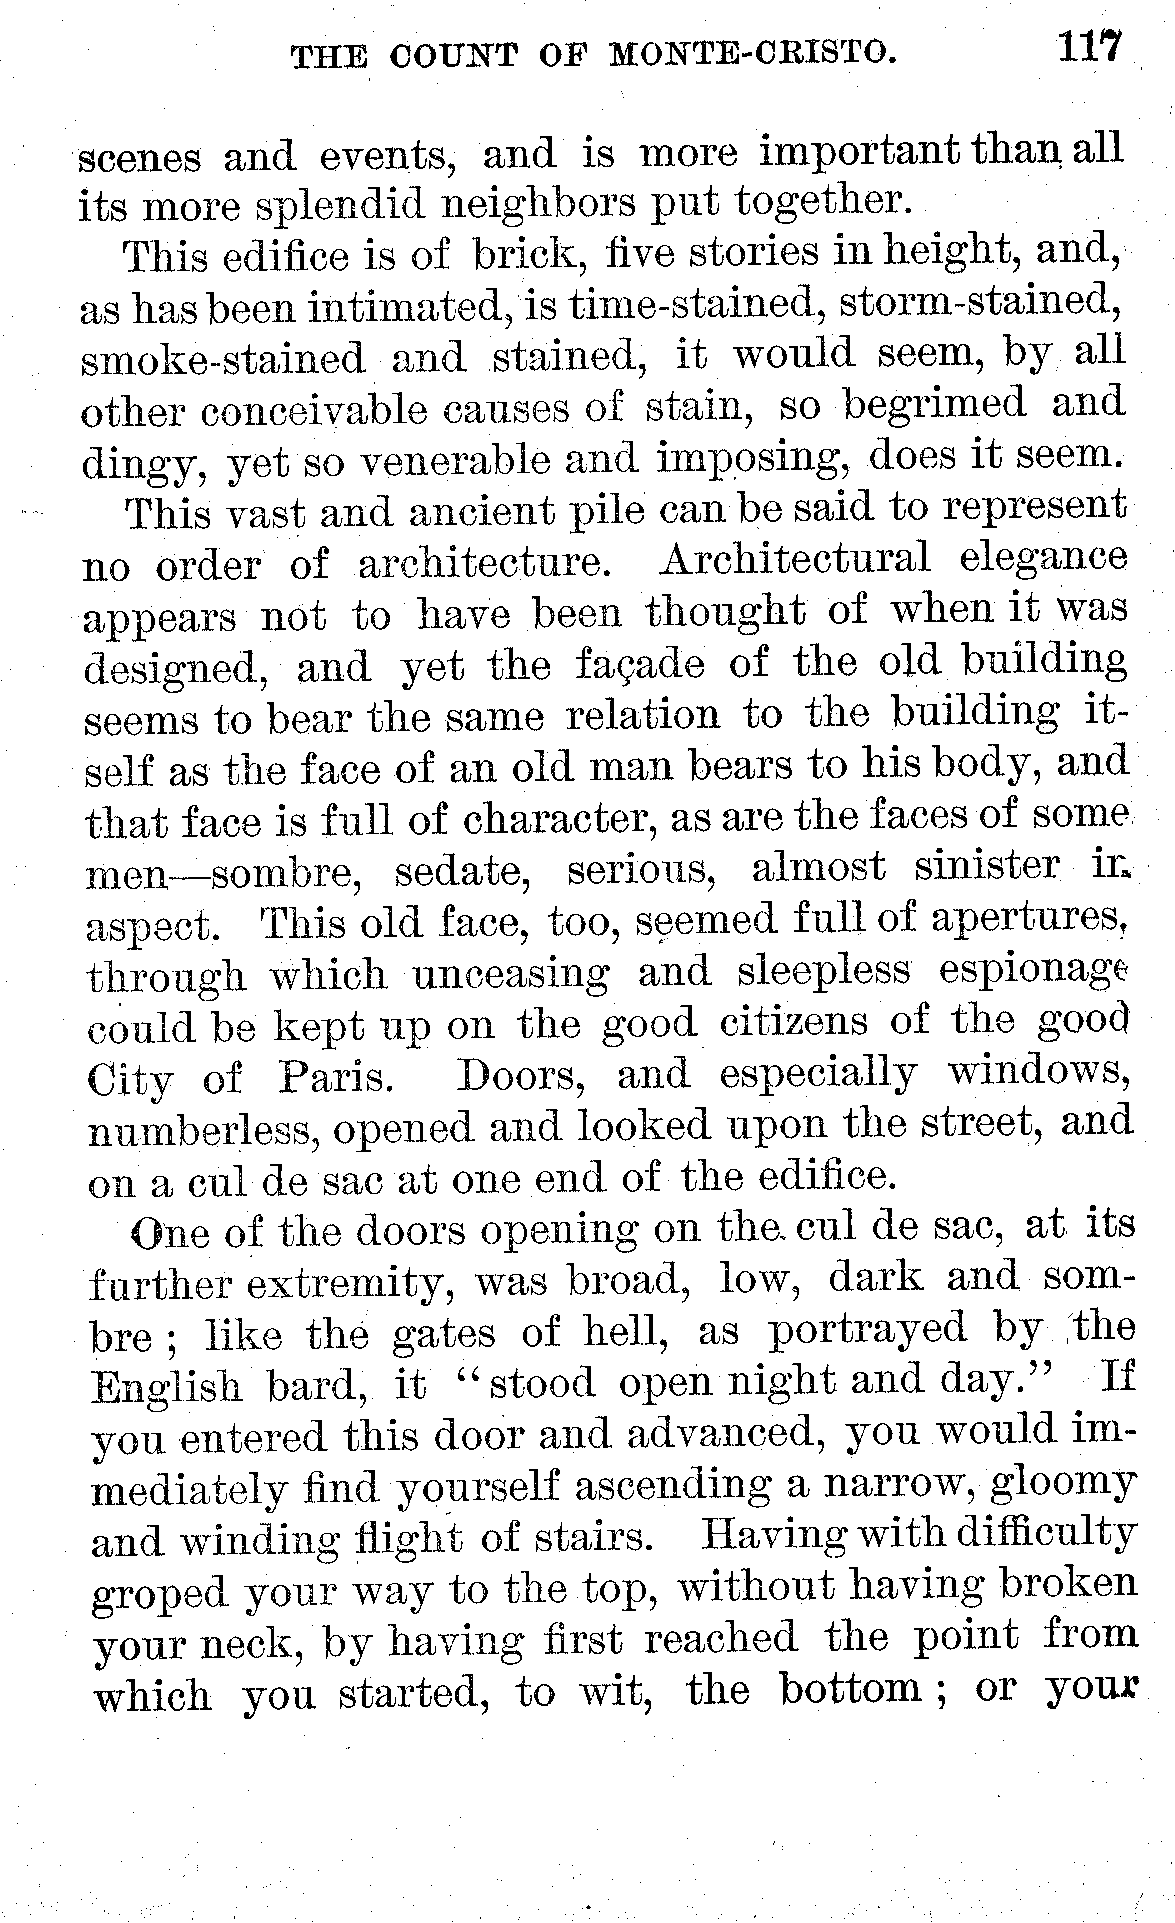 THE COUNT OF MONTE-CRISTO. 117
scenes and events, and is more important than all
its more splendid neighbors put together.
This edifice is of brick, five stories in height, and,
as has been intimated, is time-stained, storm-stained,
smoke-stained and stained, it would seem, by all
other conceivable causes of stain, so begrimed and
dingy, yet so venerable and imposing, does it seem.
This vast and ancient pile can be said to represent
no order of architecture. Architectural elegance
appears not to have been thought of when it was
designed, and yet the façade of the old building
seems to bear the same relation to the building it-
self as the face of an old man bears to his body, and
that face is full of character, as are the faces of some
men—sombre, sedate, serious, almost sinister in
aspect. This old face, too, seemed full of apertures,
through which unceasing and sleepless espionage
could be kept up on the good citizens of the good
City of Paris. Doors, and especially windows,
numberless, opened and looked upon the street, and
on a cul de sac at one end of the edifice.
One of the doors opening on the cul de sac, at its
further extremity, was broad, low, dark and som-
bre ; like the gates of hell, as portrayed by the
English bard, it “stood open night and day.” If
you entered this door and advanced, you would im-
mediately find yourself ascending a narrow, gloomy
and winding flight of stairs. Having with difficulty
groped your way to the top, without having broken
your neck, by having first reached the point from
which you started, to wit, the bottom ; or your